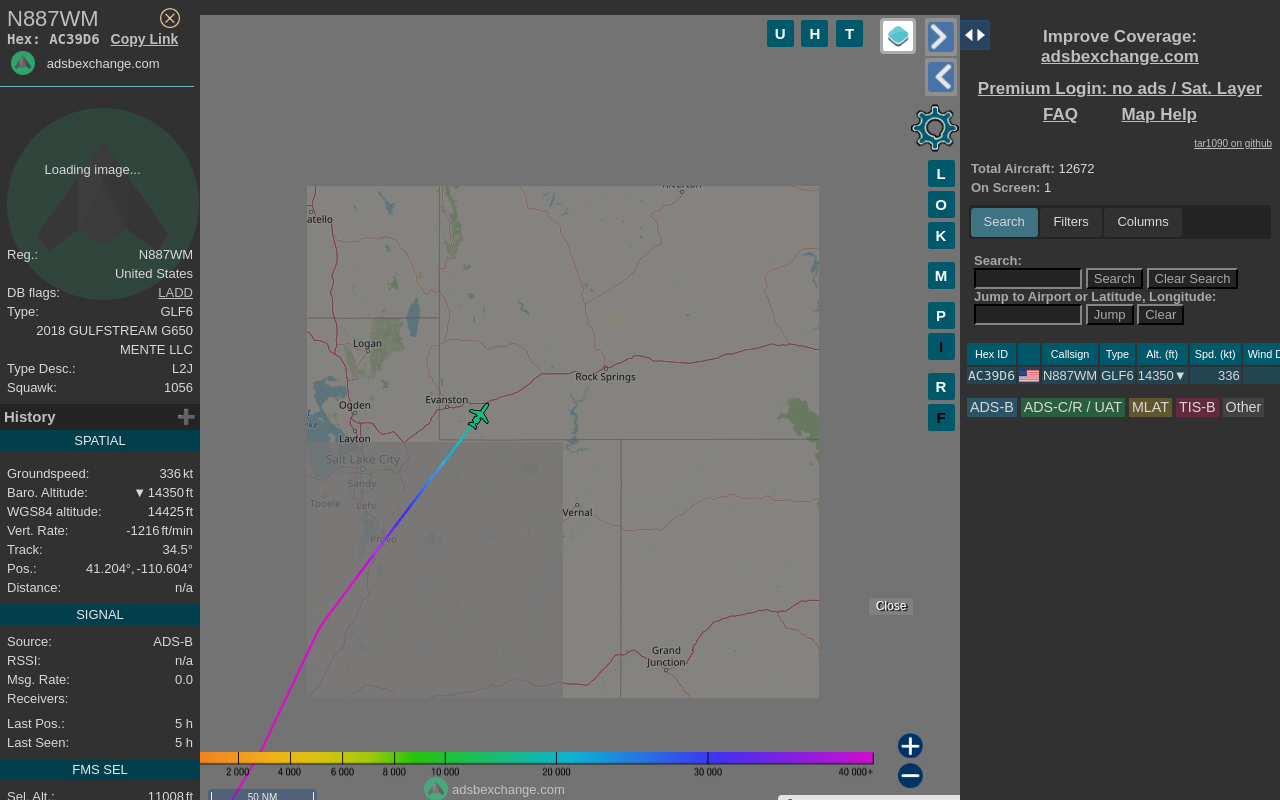 N887WM
Hex: AC39D6 Copy Link
adsbexchange.com
Loading image...
Reg.: N887WM
United States
DB flags: LADD
Type: GLF6
2018 GULFSTREAM G650
MENTE LLC
Type Desc.: L2J
Squawk: 1056
History
SPATIAL
Groundspeed: 336 kt
Baro. Altitude: ▼ 14350 ft
WGS84 altitude: 14425 ft
Vert. Rate: -1216 ft/min
Track: 34.5°
Pos.: 41.204°, -110.604°
Distance: n/a
SIGNAL
Source: ADS-B
RSSI: n/a
Msg. Rate: 0.0
Receivers:
Last Pos.: 5 h
Last Seen: 5 h
FMS SEL
Sel. Alt.: 11008 ft
U H T
L
O
K
M
P
I
R
F
Riverton
atello
Logan
Rock Springs
Evanston
Ogden
ke
Layton
Salt Lake City
Sandy
Tooele
Lehi
Vernal
Provo
Grand
Junction
Close
2 000 4 000 6 000 8 000 10 000 20 000 30 000 40 000+
adsbexchange.com
50 NM
Improve Coverage:
adsbexchange.com
Premium Login: no ads / Sat. Layer
FAQ Map Help
tar1090 on github
Total Aircraft: 12672
On Screen: 1
Search Filters Columns
Search:
Search Clear Search
Jump to Airport or Latitude, Longitude:
Jump Clear
Hex ID Callsign Type Alt. (ft) Spd. (kt) Wind D
AC39D6 N887WM GLF6 14350▼ 336
ADS-B ADS-C/R / UAT MLAT TIS-B Other